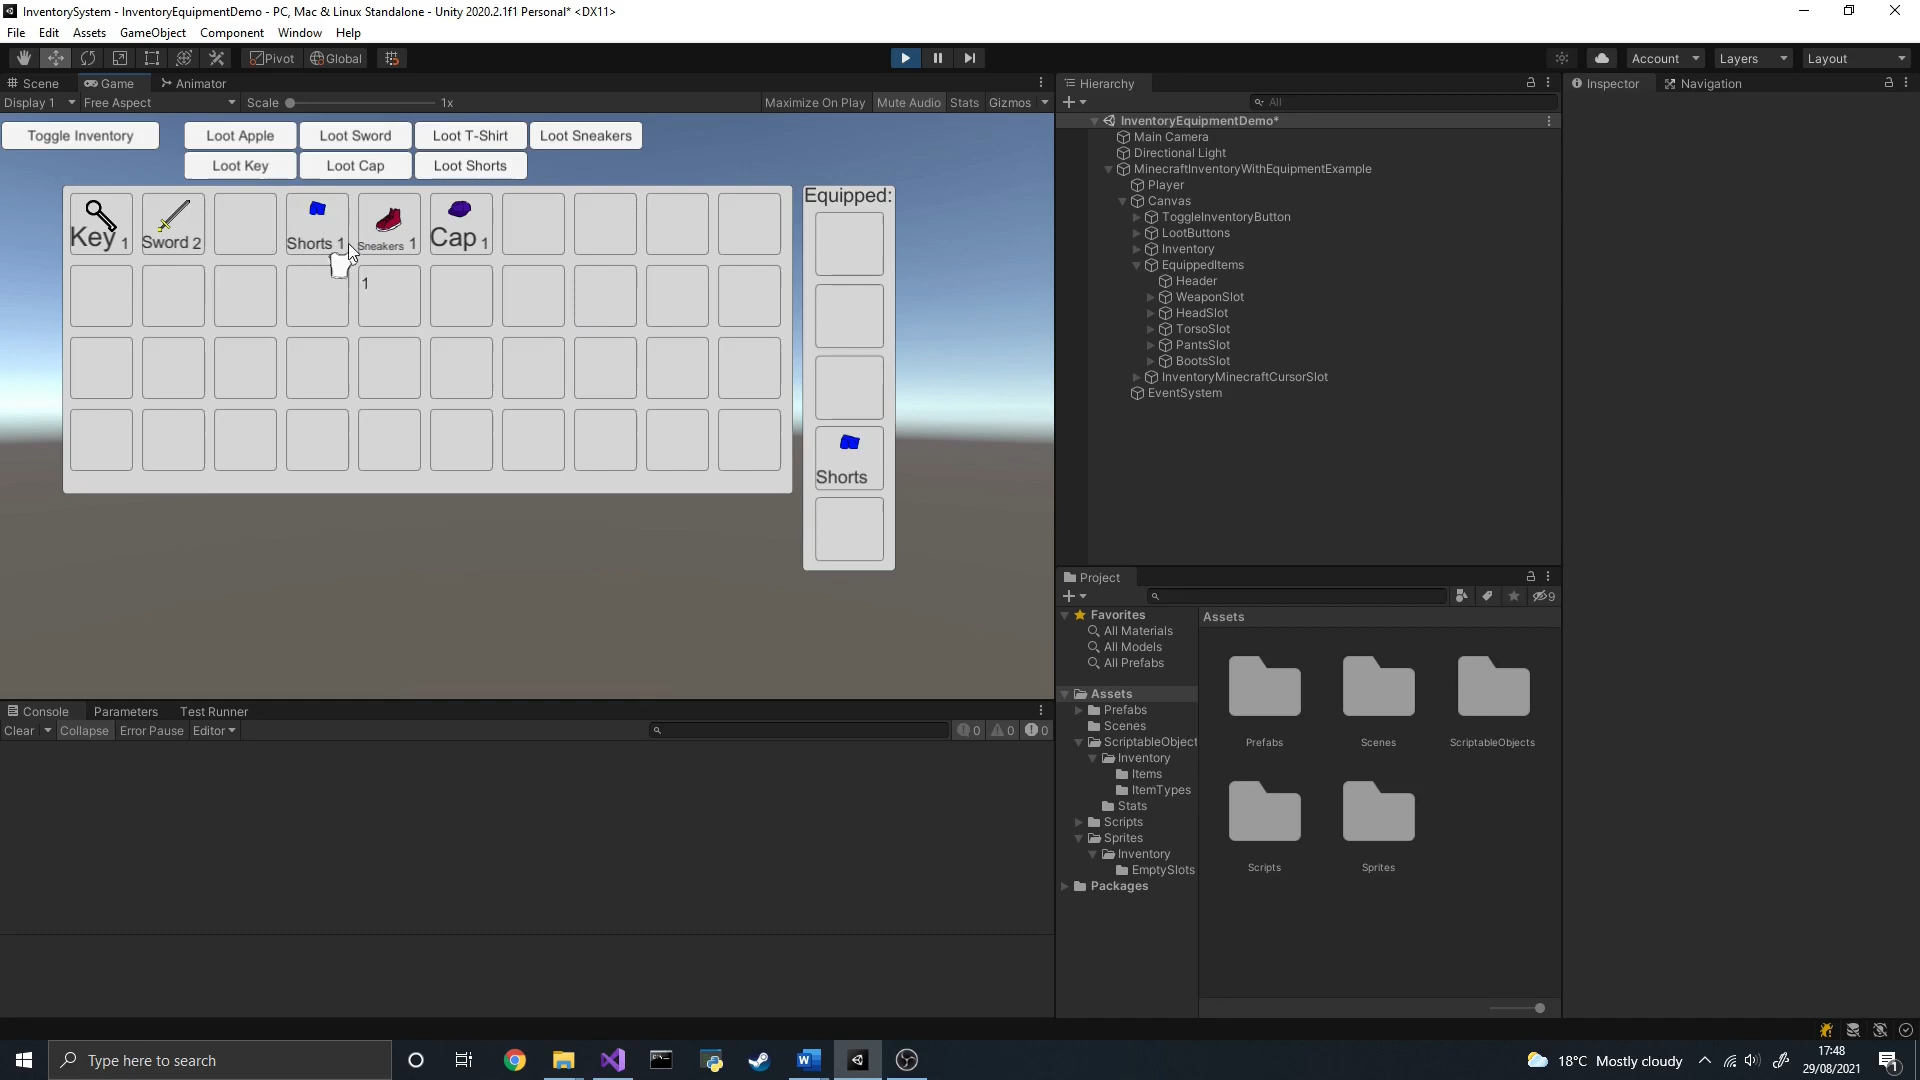 InventorySystem - InventoryEquipmentDemo - PC, Mac & Linux Standalone - Unity 2020.2.1f1 Personal* <DX11>
File Edit Assets GameObject Component Window Help
Pivot Global Account Layers Layout
Scene Game Animator
Display 1 Free Aspect Scale 1x Maximize On Play Mute Audio Stats Gizmos
Toggle Inventory Loot Apple Loot Sword Loot T-Shirt Loot Sneakers
Loot Key Loot Cap Loot Shorts
Key 1 Sword 2 Shorts 1 Sneakers 1 Cap 1
1
Equipped:
Shorts
Hierarchy
All
InventoryEquipmentDemo*
Main Camera
Directional Light
MinecraftInventoryWithEquipmentExample
Player
Canvas
ToggleInventoryButton
LootButtons
Inventory
EquippedItems
Header
WeaponSlot
HeadSlot
TorsoSlot
PantsSlot
BootsSlot
InventoryMinecraftCursorSlot
EventSystem
Inspector Navigation
Console Parameters Test Runner
Clear Collapse Error Pause Editor 0 0 0
Project
9
Favorites
All Materials
All Models
All Prefabs
Assets
Prefabs
Scenes
ScriptableObject
Inventory
Items
ItemTypes
Stats
Scripts
Sprites
Inventory
EmptySlots
Packages
Assets
Prefabs Scenes ScriptableObjects
Scripts Sprites
Type here to search
18°C Mostly cloudy
17:48
29/08/2021
1